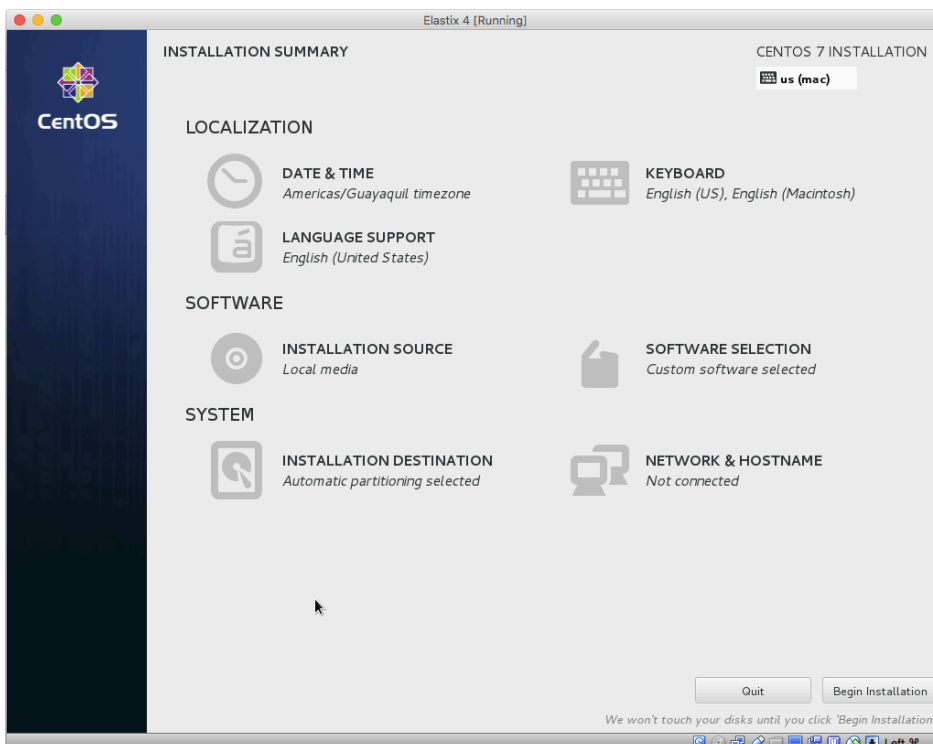 Elastix 4 [Running]
CentOS
INSTALLATION SUMMARY
CENTOS 7 INSTALLATION
us (mac)
LOCALIZATION
DATE & TIME
Americas/Guayaquil timezone
KEYBOARD
English (US), English (Macintosh)
LANGUAGE SUPPORT
English (United States)
SOFTWARE
INSTALLATION SOURCE
Local media
SOFTWARE SELECTION
Custom software selected
SYSTEM
INSTALLATION DESTINATION
Automatic partitioning selected
NETWORK & HOSTNAME
Not connected
Quit
Begin Installation
We won't touch your disks until you click 'Begin Installation
Left ⌘